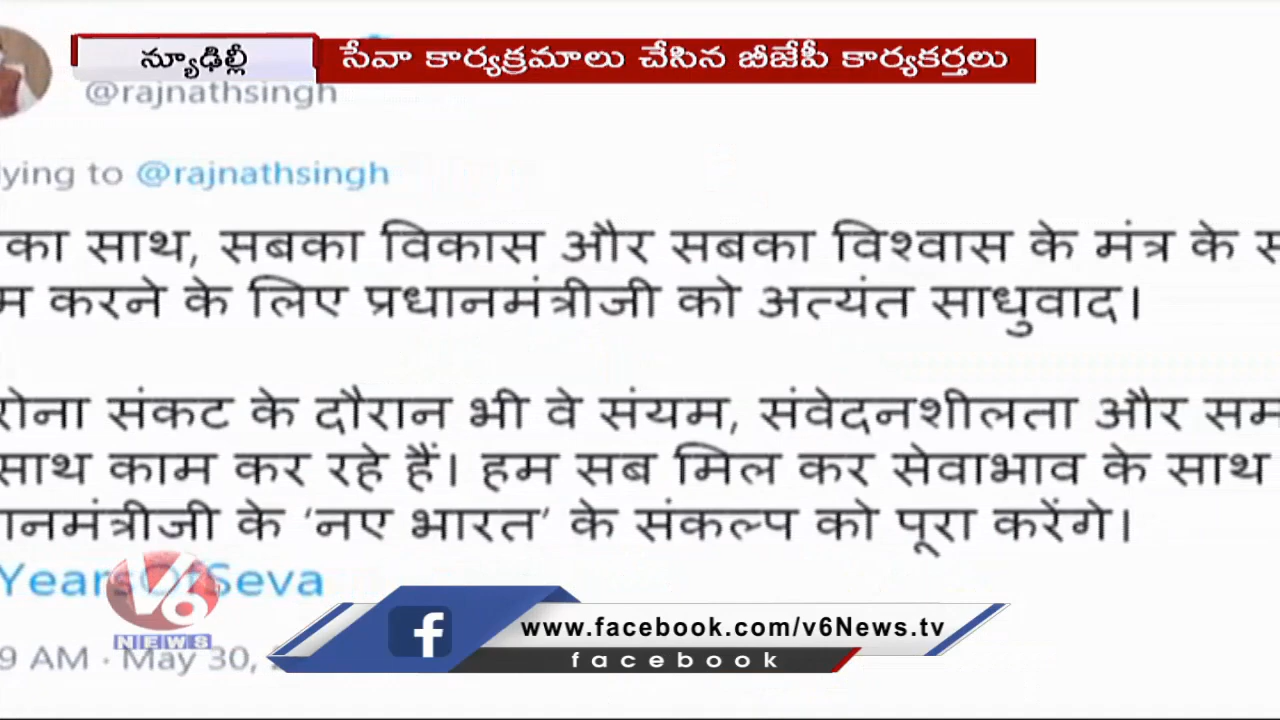 న్యూఢిల్లీ
సేవా కార్యక్రమాలు చేసిన బీజేపీ కార్యకర్తలు
@rajnathsingh
lying to @rajnathsingh
का साथ, सबका विकास और सबका विश्वास के मंत्र के स
म करने के लिए प्रधानमंत्रीजी को अत्यंत साधुवाद।
रोना संकट के दौरान भी वे संयम, संवेदनशीलता और सम
साथ काम कर रहे हैं। हम सब मिल कर सेवाभाव के साथ
ानमंत्रीजी के ‘नए भारत’ के संकल्प को पूरा करेंगे।
YearsOfSeva
V6
NEWS
9 AM · May 30,
www.facebook.com/v6News.tv
facebook